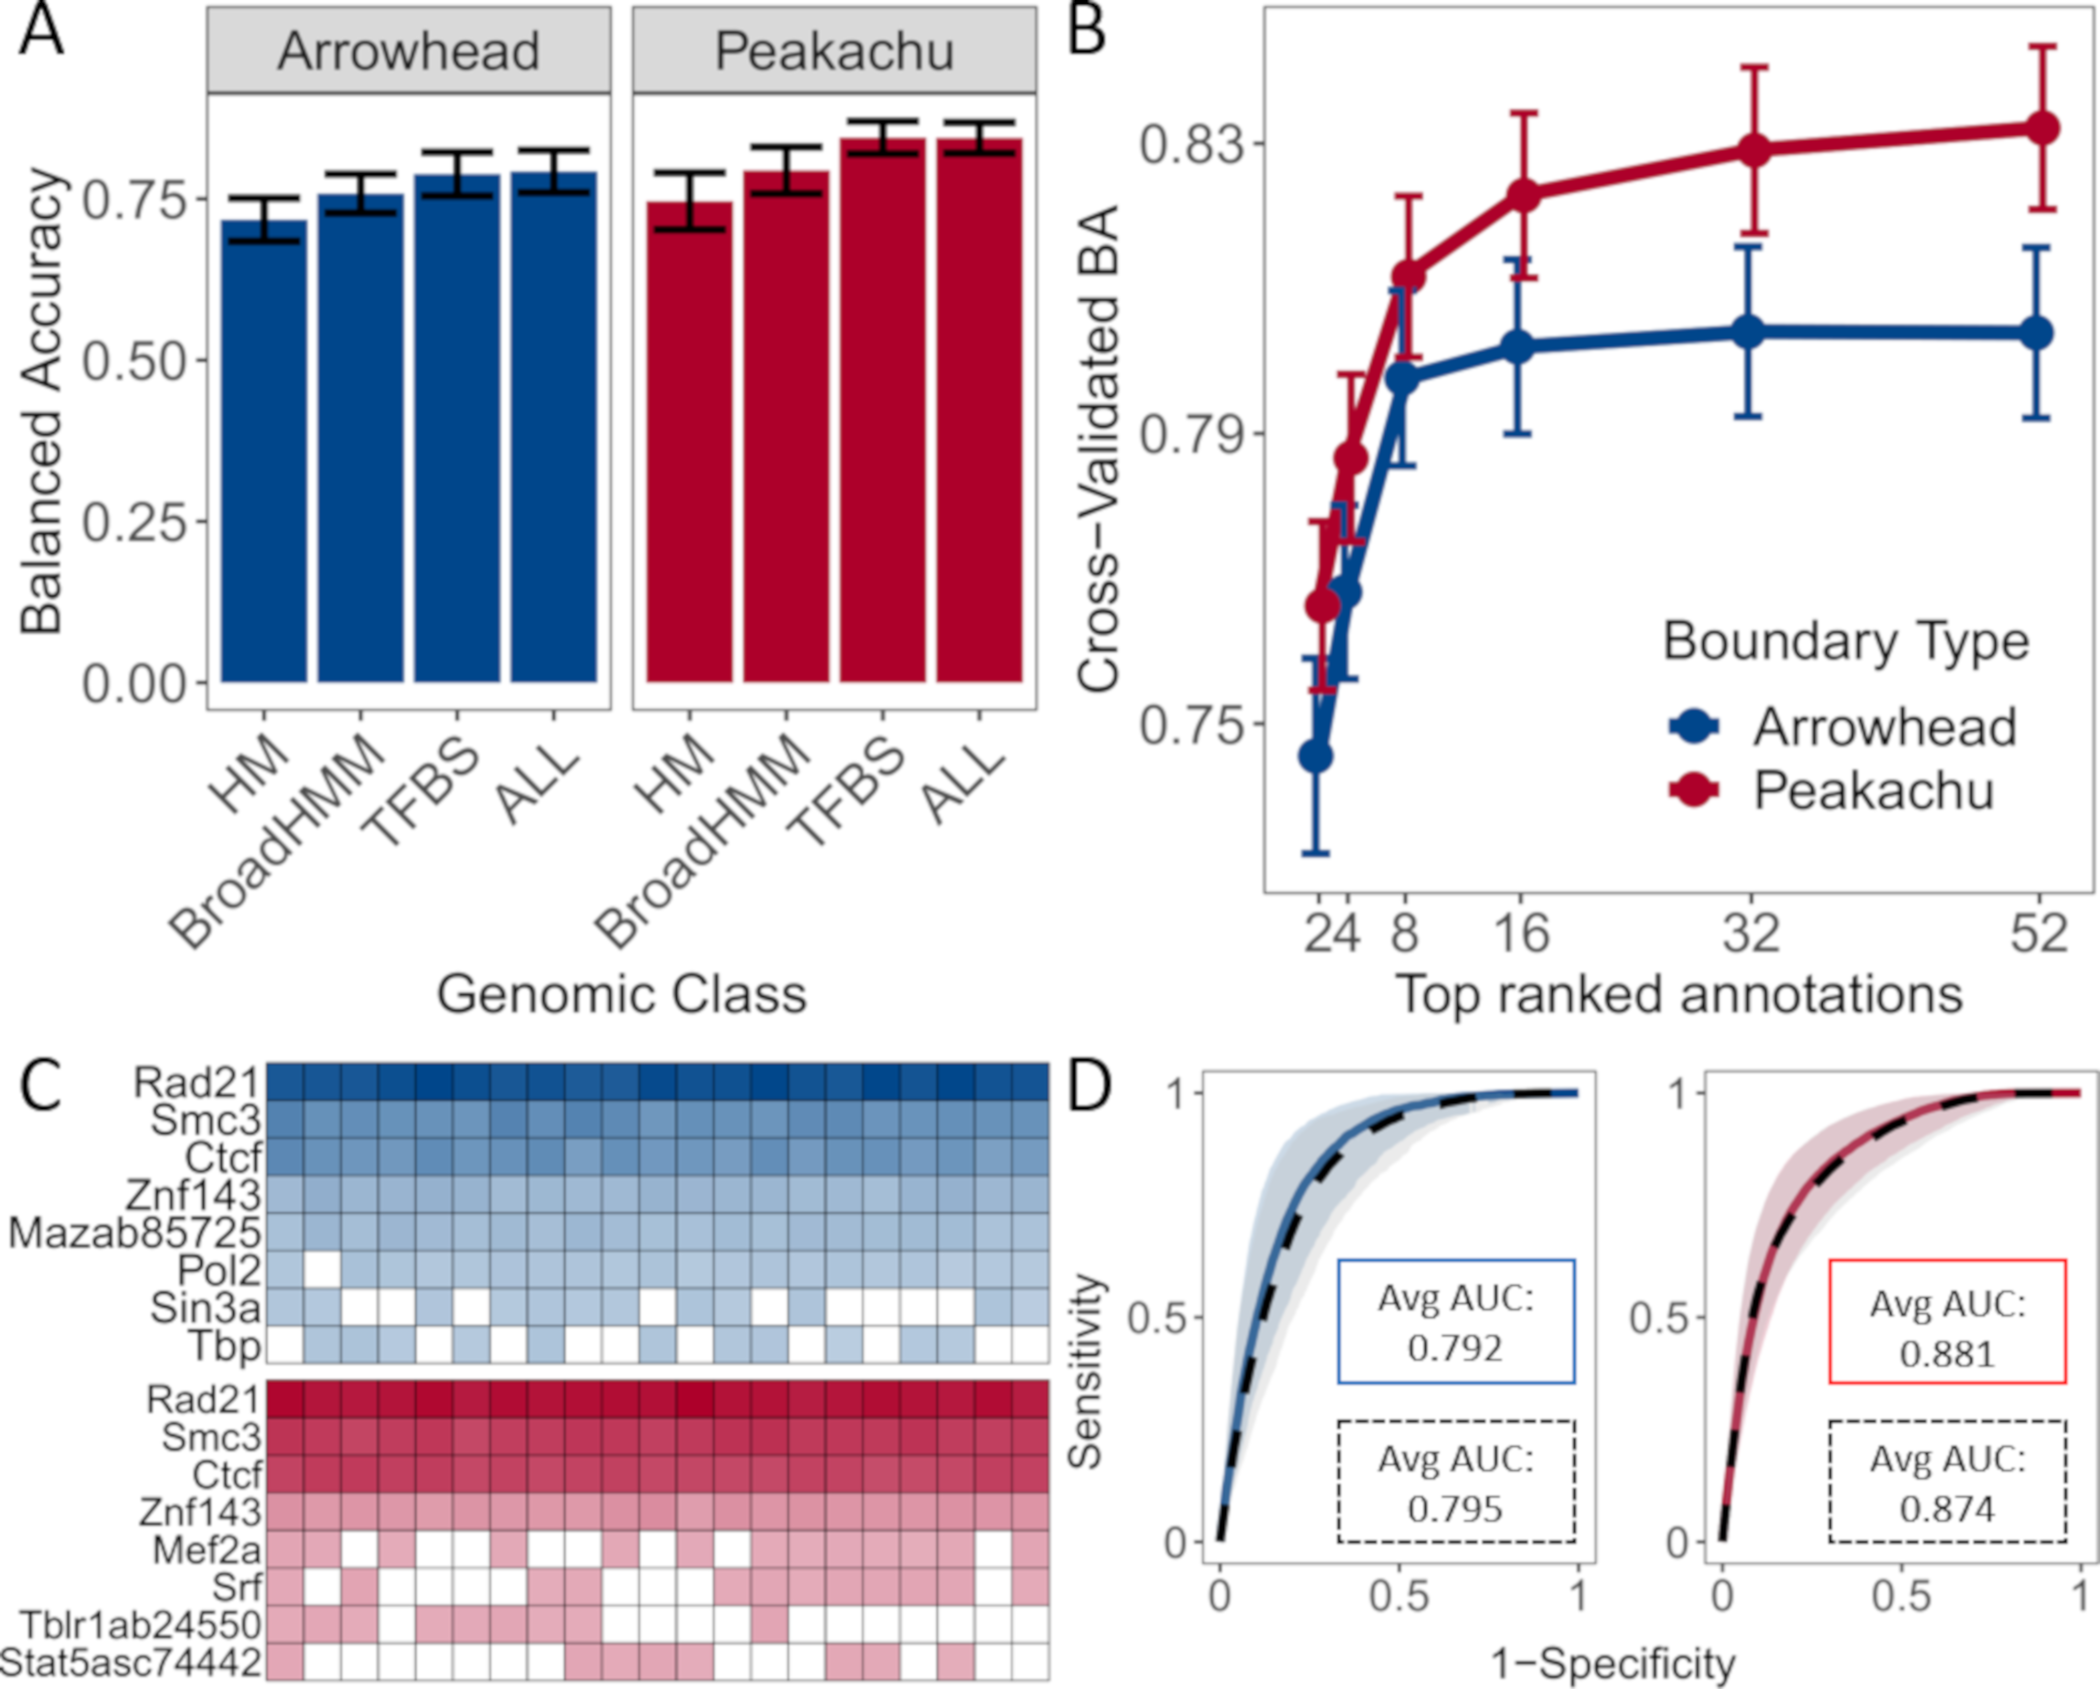 A
Arrowhead
Peakachu
Balanced Accuracy
0.75
0.50
0.25
0.00
HM
BroadHMM
TFBS
ALL
HM
BroadHMM
TFBS
ALL
Genomic Class
B
Cross-Validated BA
0.83
0.79
0.75
Boundary Type
Arrowhead
Peakachu
2 4 8 16 32 52
Top ranked annotations
C
Rad21
Smc3
Ctcf
Znf143
Mazab85725
Pol2
Sin3a
Tbp
Rad21
Smc3
Ctcf
Znf143
Mef2a
Srf
Tblr1ab24550
Stat5asc74442
D
Sensitivity
1
0.5
0
Avg AUC:
0.792
Avg AUC:
0.795
0 0.5 1
1
0.5
0
Avg AUC:
0.881
Avg AUC:
0.874
0 0.5 1
1-Specificity